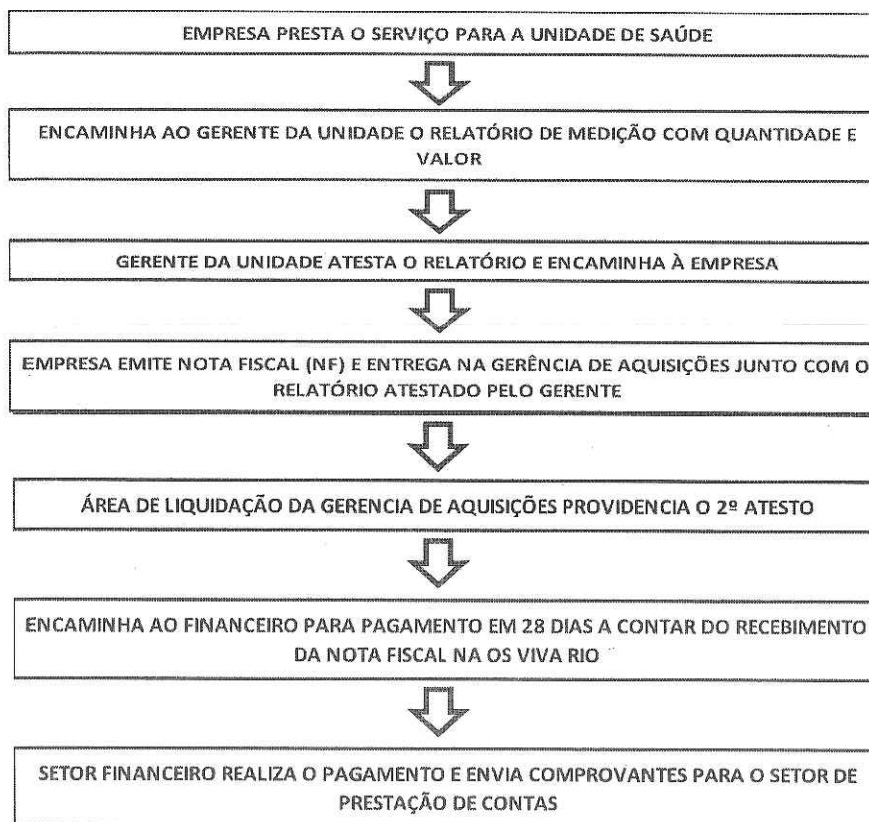 EMPRESA PRESTA O SERVIÇO PARA A UNIDADE DE SAÚDE
ENCAMINHA AO GERENTE DA UNIDADE O RELATÓRIO DE MEDIÇÃO COM QUANTIDADE E
VALOR
GERENTE DA UNIDADE ATESTA O RELATÓRIO E ENCAMINHA À EMPRESA
EMPRESA EMITE NOTA FISCAL (NF) E ENTREGA NA GERÊNCIA DE AQUISIÇÕES JUNTO COM O
RELATÓRIO ATESTADO PELO GERENTE
ÁREA DE LIQUIDAÇÃO DA GERENCIA DE AQUISIÇÕES PROVIDENCIA O 2º ATESTO
ENCAMINHA AO FINANCEIRO PARA PAGAMENTO EM 28 DIAS A CONTAR DO RECEBIMENTO
DA NOTA FISCAL NA OS VIVA RIO
SETOR FINANCEIRO REALIZA O PAGAMENTO E ENVIA COMPROVANTES PARA O SETOR DE
PRESTAÇÃO DE CONTAS